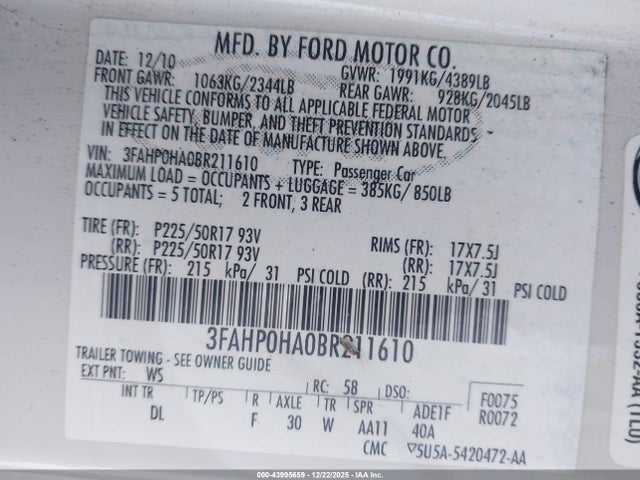 MFD. BY FORD MOTOR CO.
DATE: 12/10 GVWR: 1991KG/4389LB
FRONT GAWR: 1063KG/2344LB REAR GAWR: 928KG/2045LB
THIS VEHICLE CONFORMS TO ALL APPLICABLE FEDERAL MOTOR
VEHICLE SAFETY, BUMPER, AND THEFT PREVENTION STANDARDS
IN EFFECT ON THE DATE OF MANUFACTURE SHOWN ABOVE.
VIN: 3FAHP0HA0BR211610 TYPE: Passenger Car
MAXIMUM LOAD = OCCUPANTS + LUGGAGE = 385KG/ 850LB
OCCUPANTS = 5 TOTAL; 2 FRONT, 3 REAR
TIRE (FR): P225/50R17 93V RIMS (FR): 17X7.5J
(RR): P225/50R17 93V (RR): 17X7.5J
PRESSURE (FR): 215 kPa/ 31 PSI COLD (RR): 215 kPa/ 31 PSI COLD
3FAHP0HA0BR211610
TRAILER TOWING - SEE OWNER GUIDE
EXT PNT: WS RC: 58 DSO: F0075
INT TR TP/PS R AXLE TR SPR ADE1F R0072
DL F 30 W AA11 40A
CMC ▽5U5A-5420472-AA
000-43995659 - 12/22/2025 - IAA Inc.